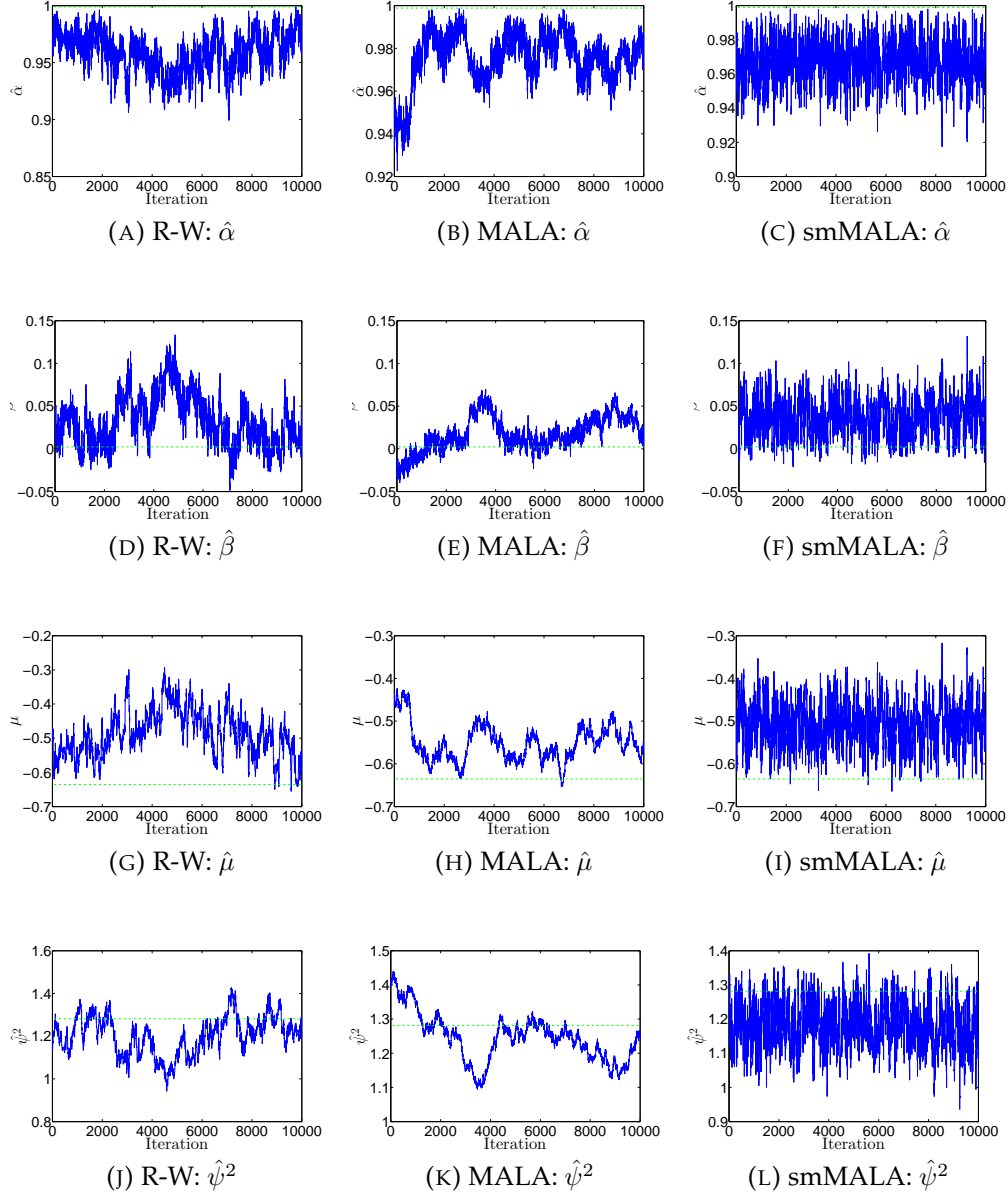 1 1 1
0.95 0.98 0.98
0.9 0.96 0.96
0.94 0.94
0.92
0.85 0.92 0.9
α̂ α̂ α̂
0 2000 4000 6000 8000 10000 0 2000 4000 6000 8000 10000 0 2000 4000 6000 8000 10000
Iteration Iteration Iteration
(A) R-W: α̂ (B) MALA: α̂ (C) smMALA: α̂
0.15 0.15 0.15
0.1 0.1 0.1
0.05 0.05 0.05
0 0 0
−0.05 −0.05 −0.05
0 2000 4000 6000 8000 10000 0 2000 4000 6000 8000 10000 0 2000 4000 6000 8000 10000
Iteration Iteration Iteration
(D) R-W: β̂ (E) MALA: β̂ (F) smMALA: β̂
−0.2 −0.3 −0.3
−0.3 −0.4 −0.4
−0.4
−0.5 −0.5 −0.5
−0.6 −0.6 −0.6
−0.7 −0.7 −0.7
μ μ μ
0 2000 4000 6000 8000 10000 0 2000 4000 6000 8000 10000 0 2000 4000 6000 8000 10000
Iteration Iteration Iteration
(G) R-W: μ̂ (H) MALA: μ̂ (I) smMALA: μ̂
1.6 1.5 1.4
1.4 1.4 1.3
1.2 1.3 1.2
1.2 1.1
1 1.1 1
0.8 1 0.9
ψ̂² ψ̂² ψ̂²
0 2000 4000 6000 8000 10000 0 2000 4000 6000 8000 10000 0 2000 4000 6000 8000 10000
Iteration Iteration Iteration
(J) R-W: ψ̂² (K) MALA: ψ̂² (L) smMALA: ψ̂²